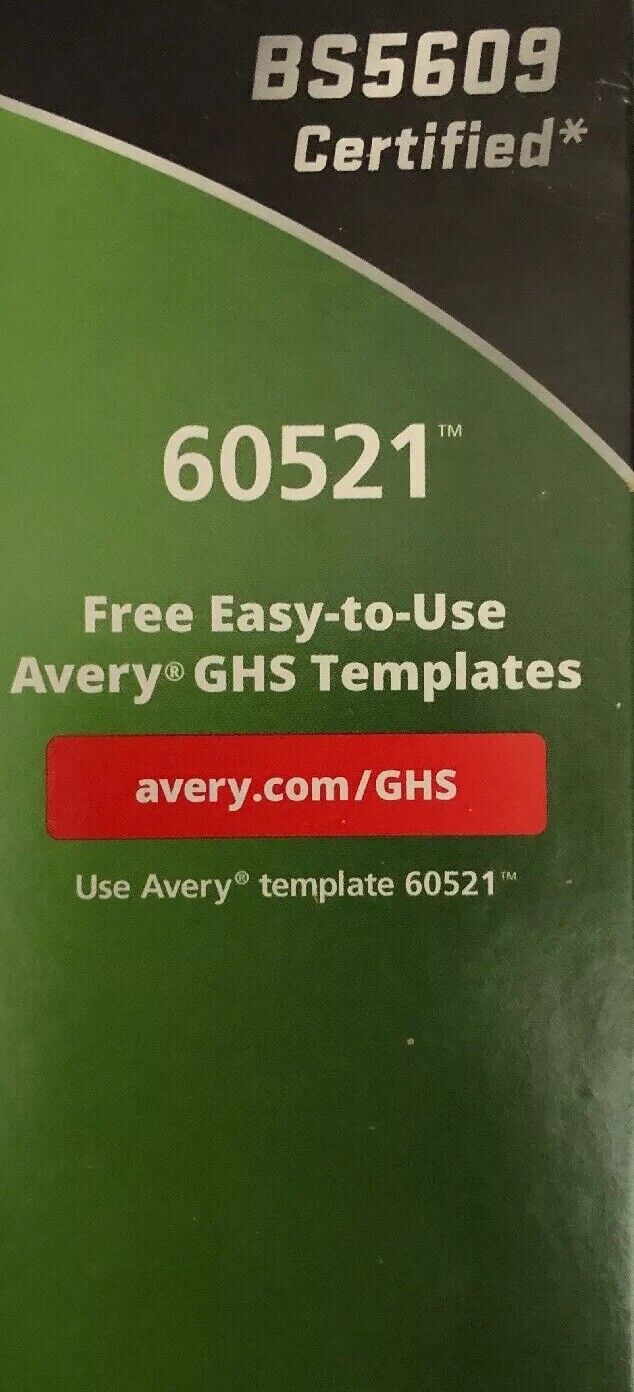 BS5609
Certified*
60521™
Free Easy-to-Use
Avery® GHS Templates
avery.com/GHS
Use Avery® template 60521™